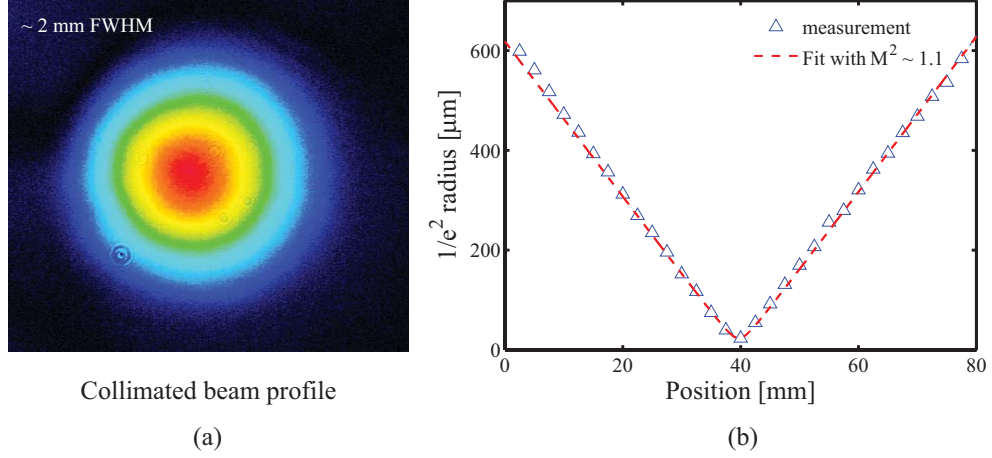 ~ 2 mm FWHM
Collimated beam profile
(a)
600
400
200
0
1/e² radius [μm]
measurement
Fit with M² ~ 1.1
0 20 40 60 80
Position [mm]
(b)